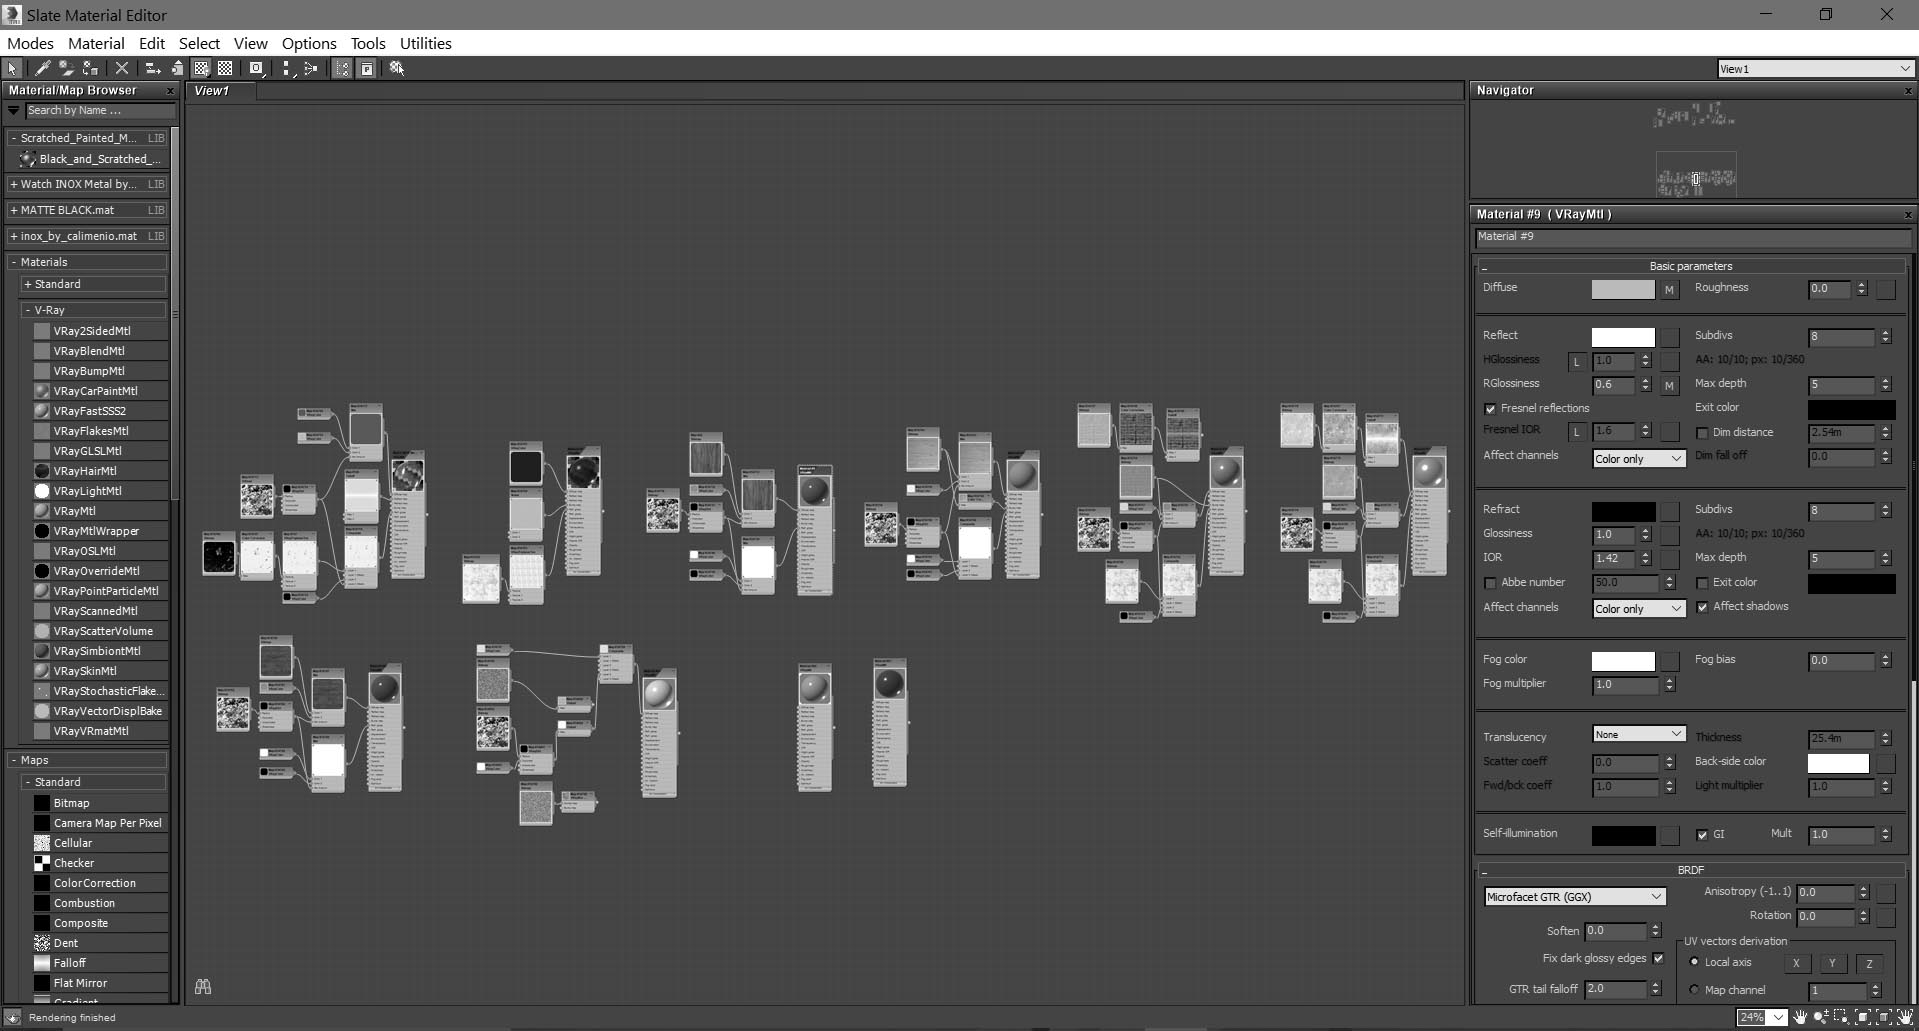 Slate Material Editor
Modes Material Edit Select View Options Tools Utilities
View1
Material/Map Browser
Search by Name ...
- Scratched_Painted_M... LIB
Black_and_Scratched_...
+ Watch INOX Metal by... LIB
+ MATTE BLACK.mat LIB
+ inox_by_calimenio.mat LIB
- Materials
+ Standard
- V-Ray
VRay2SidedMtl
VRayBlendMtl
VRayBumpMtl
VRayCarPaintMtl
VRayFastSSS2
VRayFlakesMtl
VRayGLSLMtl
VRayHairMtl
VRayLightMtl
VRayMtl
VRayMtlWrapper
VRayOSLMtl
VRayOverrideMtl
VRayPointParticleMtl
VRayScannedMtl
VRayScatterVolume
VRaySimbiontMtl
VRaySkinMtl
VRayStochasticFlake...
VRayVectorDisplBake
VRayVRmatMtl
- Maps
- Standard
Bitmap
Camera Map Per Pixel
Cellular
Checker
ColorCorrection
Combustion
Composite
Dent
Falloff
Flat Mirror
Gradient
Rendering finished
View1
Navigator
Material #9 ( VRayMtl )
Material #9
Basic parameters
Diffuse M Roughness 0.0
Reflect Subdivs 8
HGlossiness L 1.0 AA: 10/10; px: 10/360
RGlossiness 0.6 M Max depth 5
Fresnel reflections Exit color
Fresnel IOR L 1.6 Dim distance 2.54m
Affect channels Color only Dim fall off 0.0
Refract Subdivs 8
Glossiness 1.0 AA: 10/10; px: 10/360
IOR 1.42 Max depth 5
Abbe number 50.0 Exit color
Affect channels Color only Affect shadows
Fog color Fog bias 0.0
Fog multiplier 1.0
Translucency None Thickness 25.4m
Scatter coeff 0.0 Back-side color
Fwd/bck coeff 1.0 Light multiplier 1.0
Self-illumination GI Mult 1.0
BRDF
Microfacet GTR (GGX) Anisotropy (-1..1) 0.0
Rotation 0.0
Soften 0.0 UV vectors derivation
Fix dark glossy edges Local axis X Y Z
GTR tail falloff 2.0 Map channel 1
24%